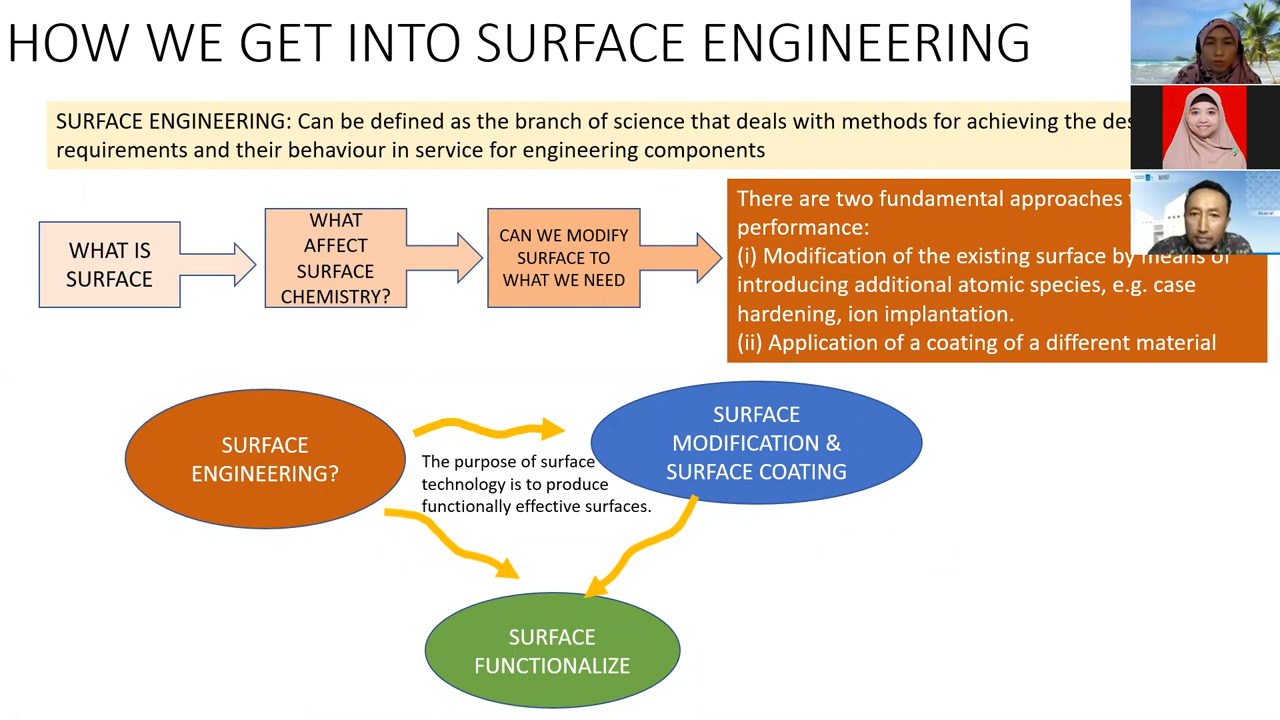 HOW WE GET INTO SURFACE ENGINEERING
SURFACE ENGINEERING: Can be defined as the branch of science that deals with methods for achieving the
requirements and their behaviour in service for engineering components
WHAT IS
SURFACE
WHAT
AFFECT
SURFACE
CHEMISTRY?
CAN WE MODIFY
SURFACE TO
WHAT WE NEED
There are two fundamental approaches
performance:
(i) Modification of the existing surface by means of
introducing additional atomic species, e.g. case
hardening, ion implantation.
(ii) Application of a coating of a different material
SURFACE
ENGINEERING?
The purpose of surface
technology is to produce
functionally effective surfaces.
SURFACE
MODIFICATION &
SURFACE COATING
SURFACE
FUNCTIONALIZE